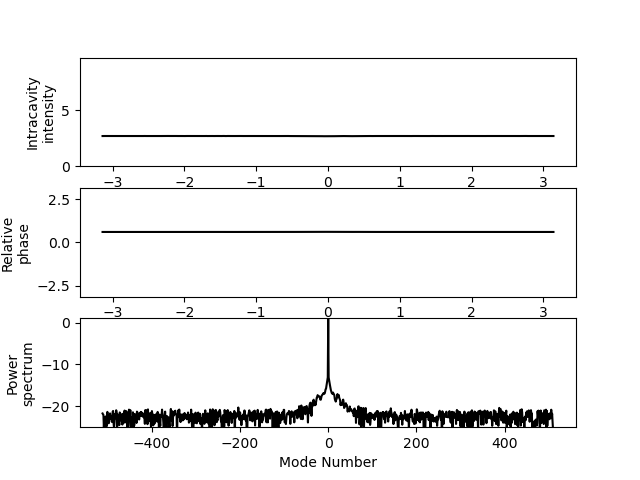 Intracavity
intensity
5
0
−3 −2 −1 0 1 2 3
Relative
phase
2.5
0.0
−2.5
−3 −2 −1 0 1 2 3
Power
spectrum
0
−10
−20
−400 −200 0 200 400
Mode Number